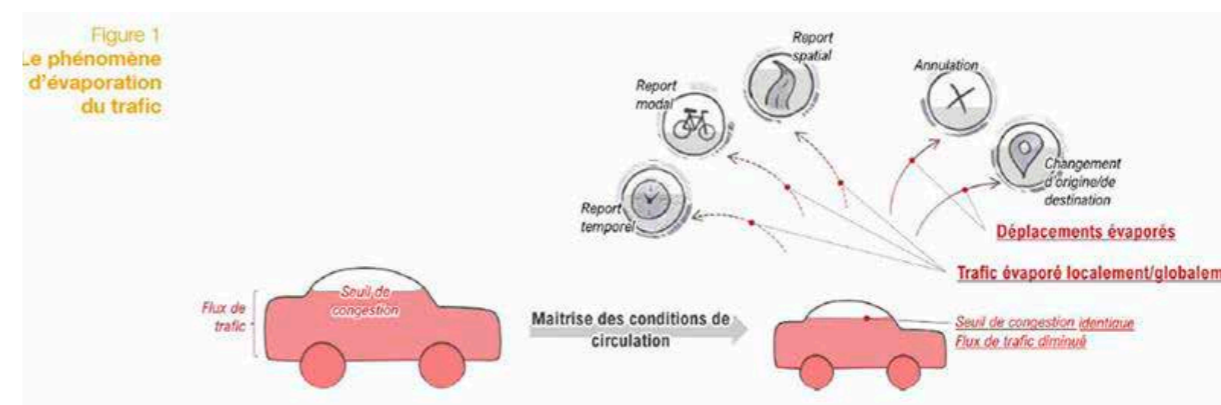 Figure 1
Le phénomène
d'évaporation
du trafic
Report
spatial
Report
modal
Annulation
Changement
d'origine/de
destination
Report
temporel
Déplacements évaporés
Trafic évaporé localement/globalem
Flux de
trafic
Seuil de
congestion
Maitrise des conditions de
circulation
Seuil de congestion identique
Flux de trafic diminué